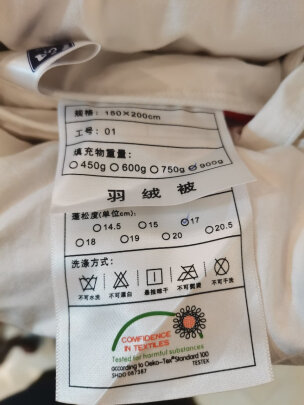 规格：150×200cm
工号：01
填充物重量：
○450g ○600g ○750g ⊘900g
羽绒被
蓬松度(单位cm)：
○14.5 ○15 ⊘17
○18 ○19 ○20 ○20.5
洗涤方式：
不可水洗 不可漂白 悬挂晾干 不可熨烫 不可干洗
CONFIDENCE
IN TEXTILES
Tested for harmful substances
according to Oeko-Tex® Standard 100
SHDO 087387 TESTEX